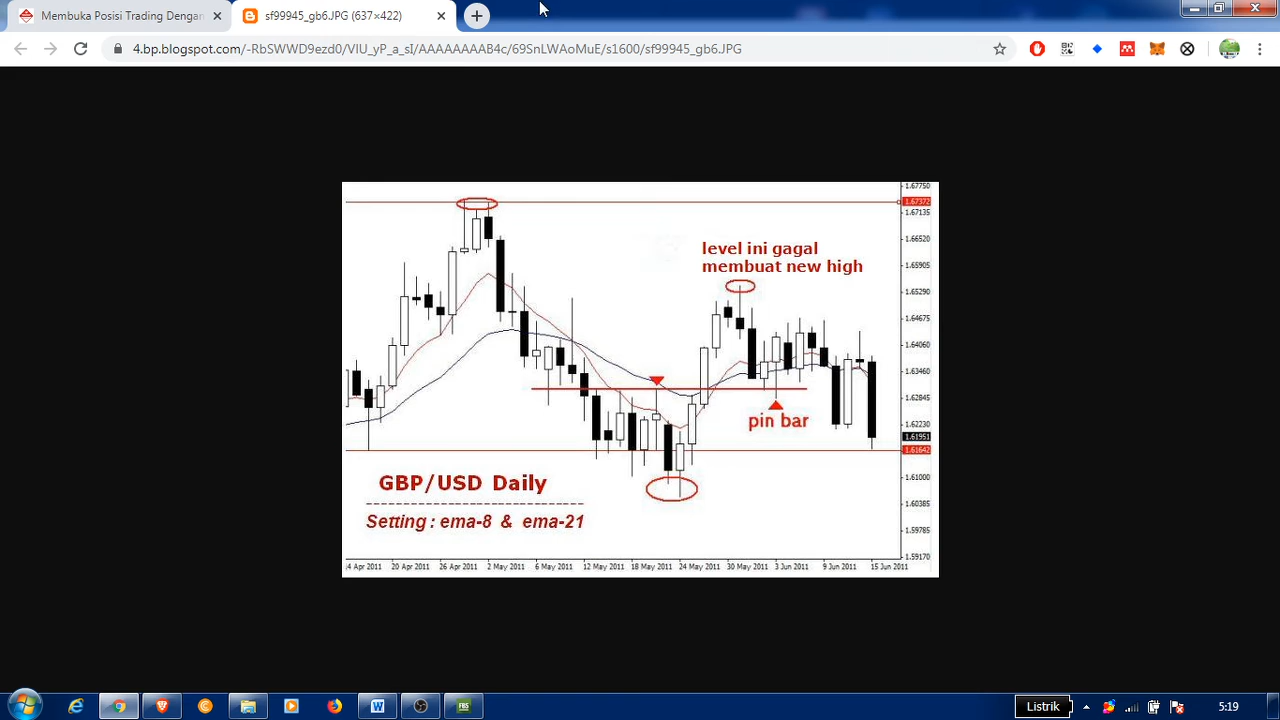 Membuka Posisi Trading Dengan
sf99945_gb6.JPG (637×422)
4.bp.blogspot.com/-RbSWWD9ezd0/VIU_yP_a_sI/AAAAAAAAB4c/69SnLWAoMuE/s1600/sf99945_gb6.JPG
1.67750
1.67372
1.67135
level ini gagal
membuat new high
1.66520
1.65905
1.65290
1.64675
1.64060
1.63460
1.62845
pin bar
1.62230
1.61951
1.61642
GBP/USD Daily
1.61000
Setting : ema-8 & ema-21
1.60385
1.59785
1.59170
14 Apr 2011 20 Apr 2011 26 Apr 2011 2 May 2011 6 May 2011 12 May 2011 18 May 2011 24 May 2011 30 May 2011 3 Jun 2011 9 Jun 2011 15 Jun 2011
FBS
Listrik
5:19